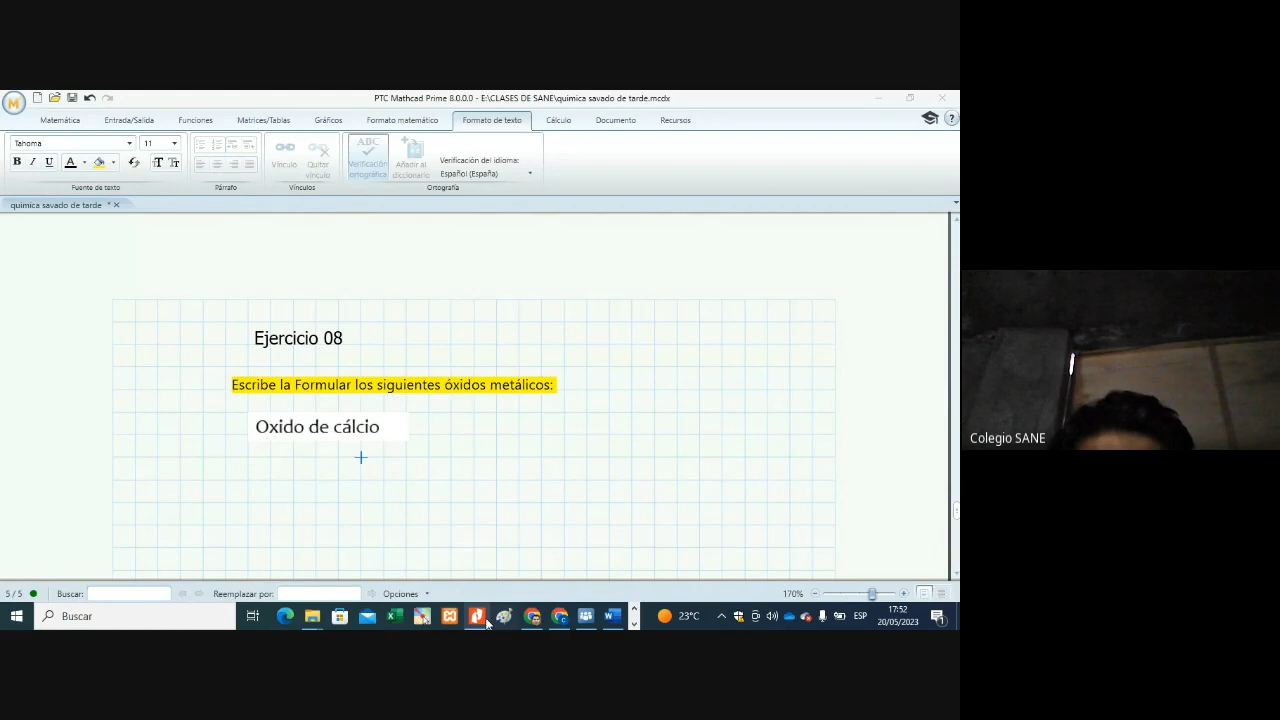 PTC Mathcad Prime 8.0.0.0 - E:\CLASES DE SANE\quimica savado de tarde.mcdx
Matemática Entrada/Salida Funciones Matrices/Tablas Gráficos Formato matemático Formato de texto Cálculo Documento Recursos
Tahoma 11
Vínculo Quitar vínculo
ABC Verificación ortográfica
Añadir al diccionario
Verificación del idioma:
Español (España)
Fuente de texto Párrafo Vínculos Ortografía
quimica savado de tarde *
Ejercicio 08
Escribe la Formular los siguientes óxidos metálicos:
Oxido de cálcio
Colegio SANE
5/5 Buscar: Reemplazar por: Opciones 170%
Buscar 23°C ESP 17:52
20/05/2023